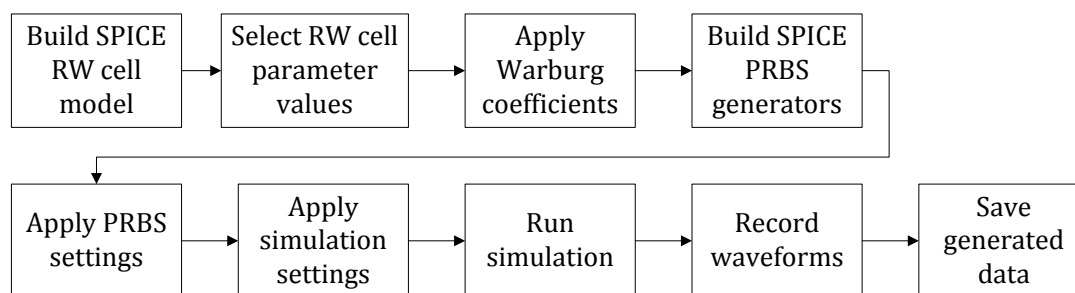 Build SPICE
RW cell
model
Select RW cell
parameter
values
Apply
Warburg
coefficients
Build SPICE
PRBS
generators
Apply PRBS
settings
Apply
simulation
settings
Run
simulation
Record
waveforms
Save
generated
data